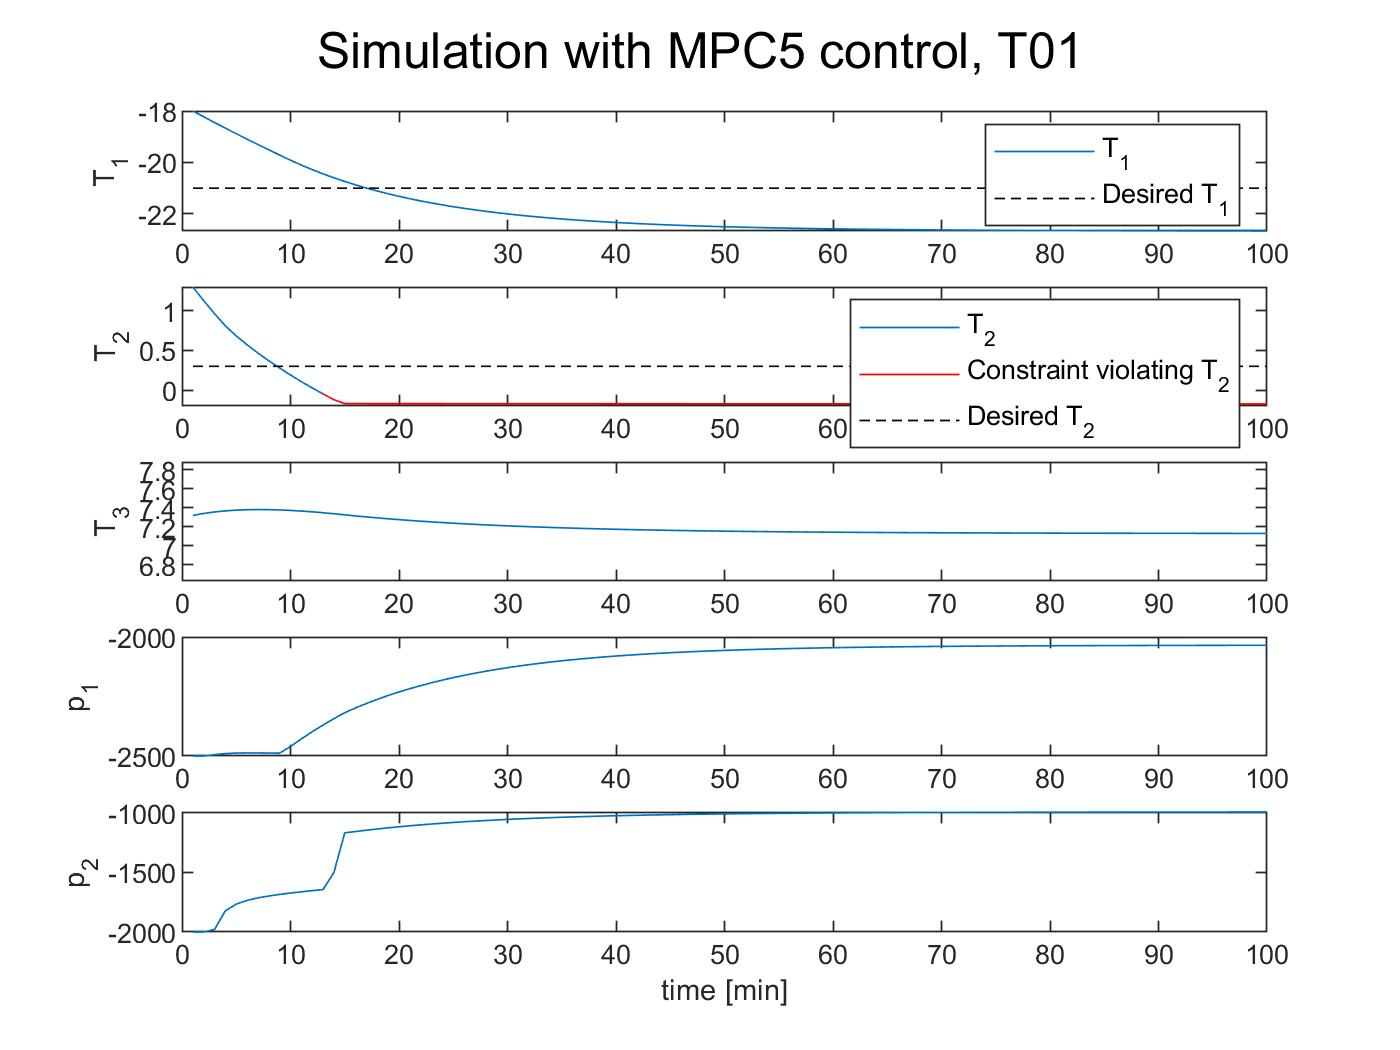 Simulation with MPC5 control, T01
-18
-20
-22
T1
T1
Desired T1
0 10 20 30 40 50 60 70 80 90 100
1
0.5
0
T2
T2
Constraint violating T2
Desired T2
0 10 20 30 40 50 60 100
7.8
7.6
7.4
7.2
7
6.8
T3
0 10 20 30 40 50 60 70 80 90 100
-2000
-2500
p1
0 10 20 30 40 50 60 70 80 90 100
-1000
-1500
-2000
p2
0 10 20 30 40 50 60 70 80 90 100
time [min]